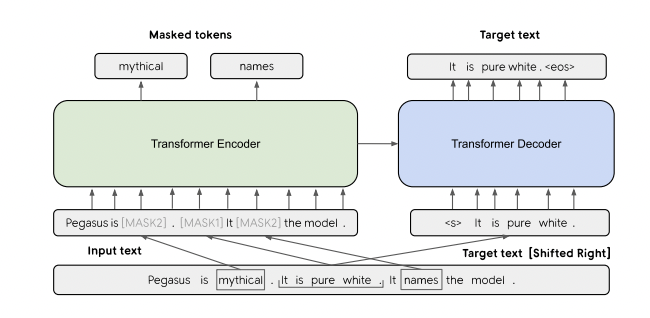 Masked tokens
Target text
mythical
names
It is pure white . <eos>
Transformer Encoder
Transformer Decoder
Pegasus is [MASK2] . [MASK1] It [MASK2] the model .
<s> It is pure white .
Input text
Target text [Shifted Right]
Pegasus is mythical . It is pure white . It names the model .